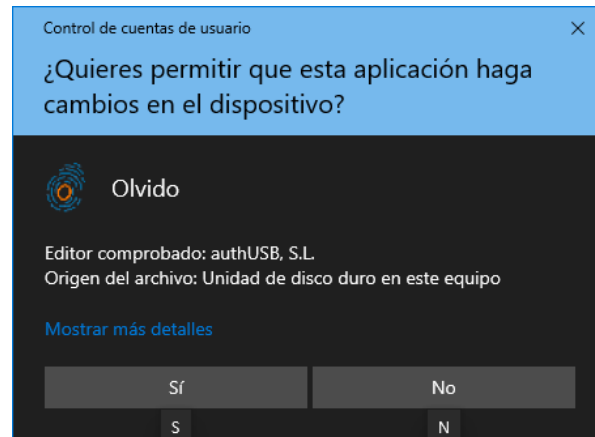 Control de cuentas de usuario
¿Quieres permitir que esta aplicación haga
cambios en el dispositivo?
Olvido
Editor comprobado: authUSB, S.L.
Origen del archivo: Unidad de disco duro en este equipo
Mostrar más detalles
Sí No
S N